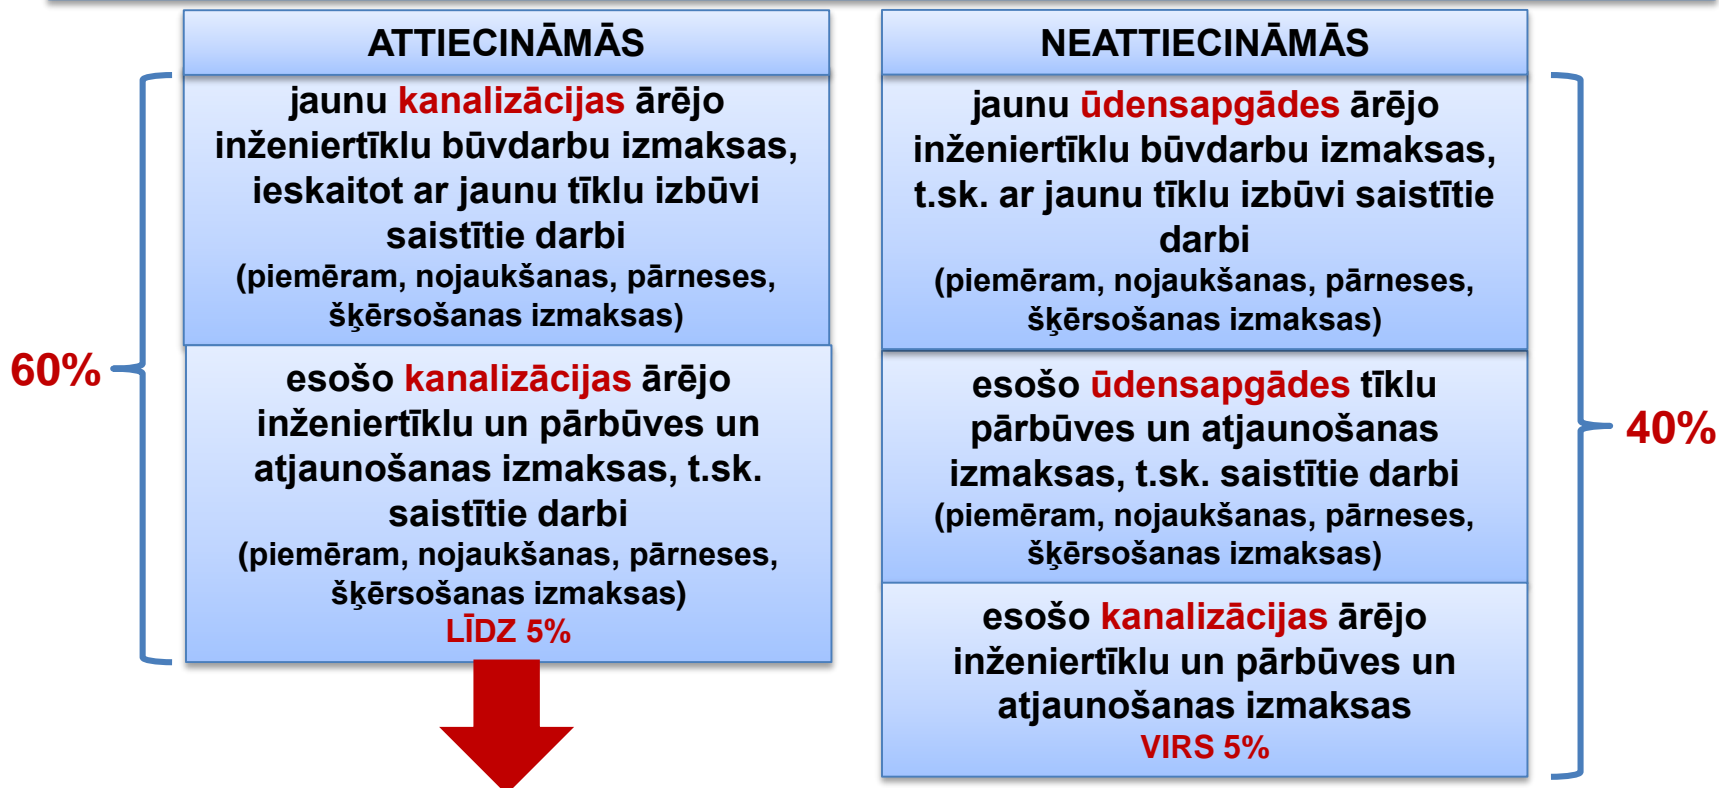 ATTIECINĀMĀS
jaunu kanalizācijas ārējo
inženiertīklu būvdarbu izmaksas,
ieskaitot ar jaunu tīklu izbūvi
saistītie darbi
(piemēram, nojaukšanas, pārneses,
šķērsošanas izmaksas)
60%
esošo kanalizācijas ārējo
inženiertīklu un pārbūves un
atjaunošanas izmaksas, t.sk.
saistītie darbi
(piemēram, nojaukšanas, pārneses,
šķērsošanas izmaksas)
LĪDZ 5%
NEATTIECINĀMĀS
jaunu ūdensapgādes ārējo
inženiertīklu būvdarbu izmaksas,
t.sk. ar jaunu tīklu izbūvi saistītie
darbi
(piemēram, nojaukšanas, pārneses,
šķērsošanas izmaksas)
esošo ūdensapgādes tīklu
pārbūves un atjaunošanas
izmaksas, t.sk. saistītie darbi
(piemēram, nojaukšanas, pārneses,
šķērsošanas izmaksas)
40%
esošo kanalizācijas ārējo
inženiertīklu un pārbūves un
atjaunošanas izmaksas
VIRS 5%